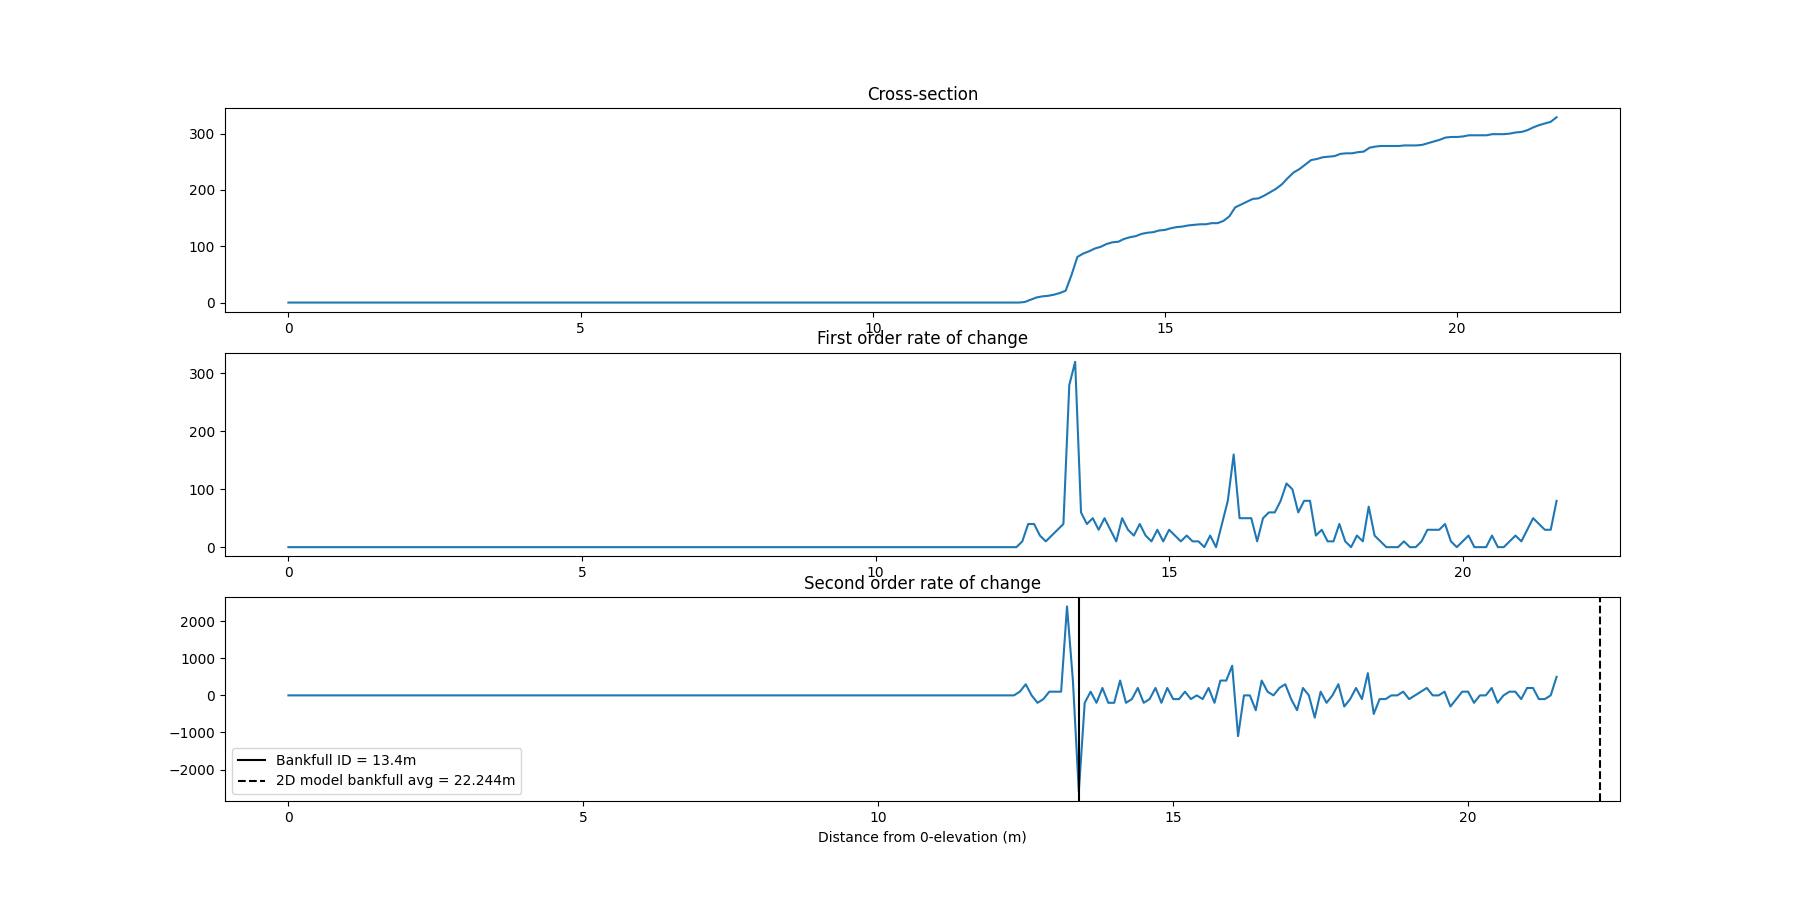 Cross-section
300
200
100
0
0 5 10 15 20
First order rate of change
300
200
100
0
0 5 10 15 20
Second order rate of change
2000
1000
0
−1000
−2000
Bankfull ID = 13.4m
2D model bankfull avg = 22.244m
0 5 10 15 20
Distance from 0-elevation (m)